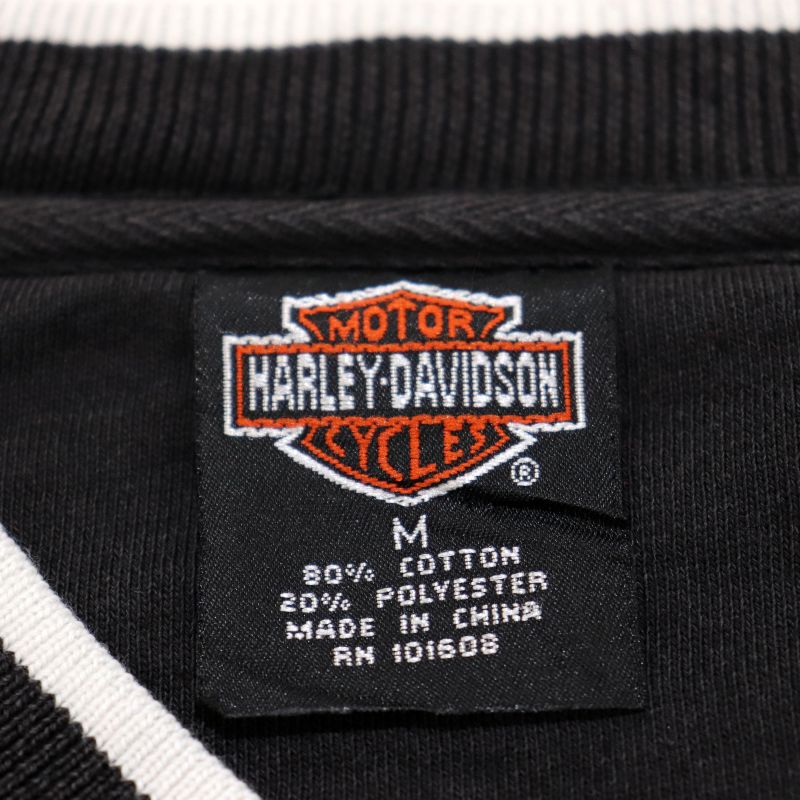 MOTOR
HARLEY-DAVIDSON
CYCLES
®
M
80% COTTON
20% POLYESTER
MADE IN CHINA
RN 101608